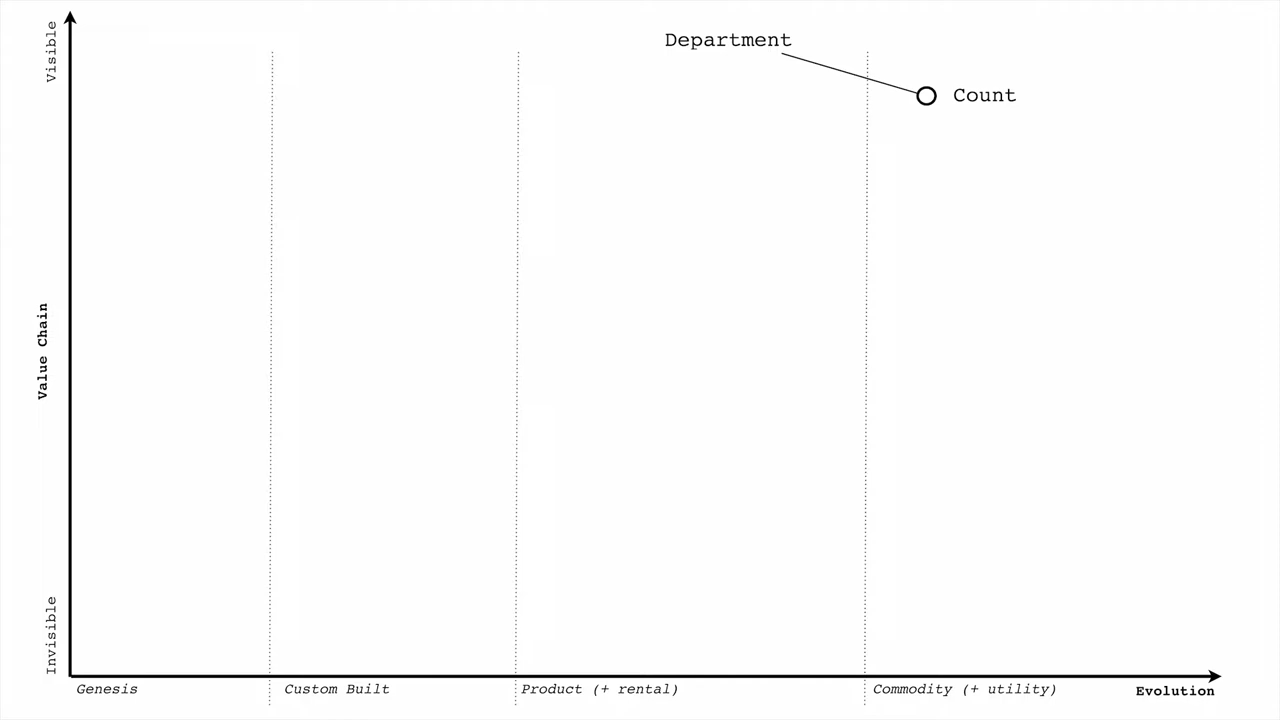 Visible
Department
Count
Value Chain
Invisible
Genesis
Custom Built
Product (+ rental)
Commodity (+ utility)
Evolution